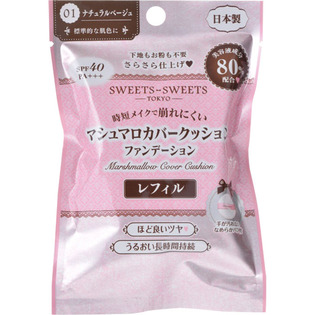 01
ナチュラルベージュ
標準的な肌色に
日本製
下地もお粉も不要
さらさら仕上げ♥
SPF40
PA+++
美容液成分
80%
配合
SWEETS-SWEETS
TOKYO
時短メイクで崩れにくい
マシュマロカバークッション
ファンデーション
Marshmallow Cover Cushion
レフィル
ほど良いツヤ
うるおい長時間持続